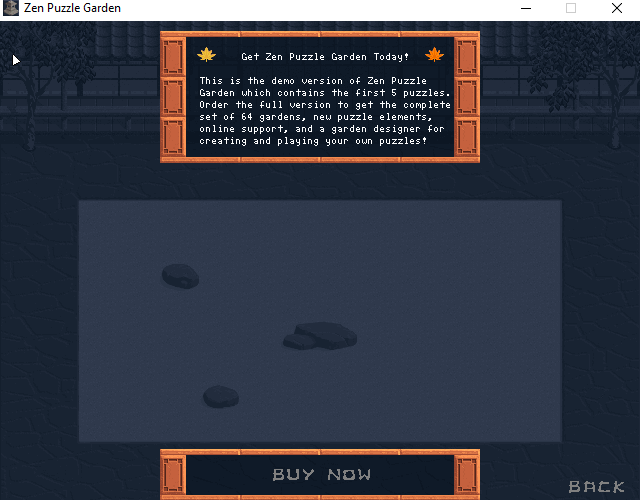 Zen Puzzle Garden
Get Zen Puzzle Garden Today!
This is the demo version of Zen Puzzle
Garden which contains the first 5 puzzles.
Order the full version to get the complete
set of 64 gardens, new puzzle elements,
online support, and a garden designer for
creating and playing your own puzzles!
BUY NOW
BACK